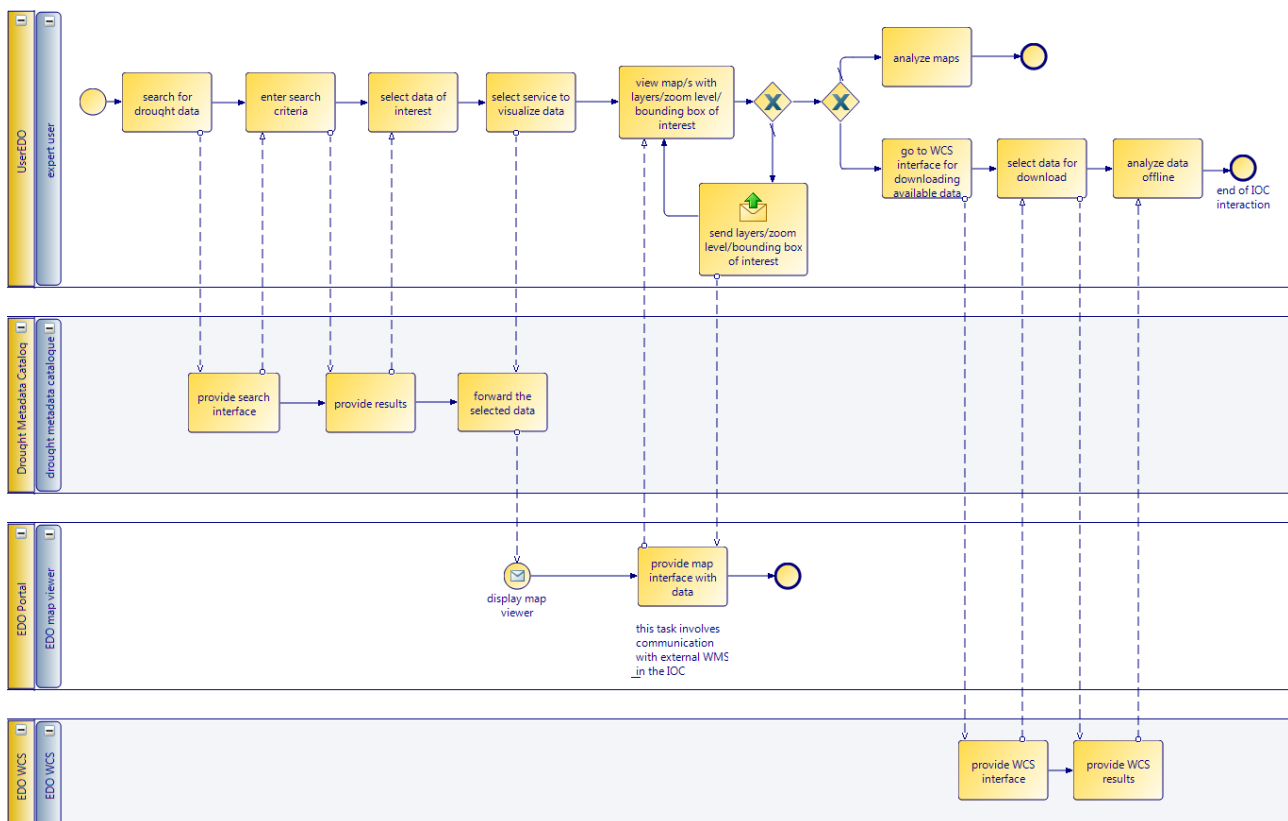 UserEDO
expert user
search for
drought data
enter search
criteria
select data of
interest
select service to
visualize data
view map/s with
layers/zoom level/
bounding box of
interest
send layers/zoom
level/bounding box
of interest
analyze maps
go to WCS
interface for
downloading
available data
select data for
download
analyze data
offline
end of IOC
interaction
Drought Metadata Catalog
drought metadata catalogue
provide search
interface
provide results
forward the
selected data
EDO Portal
EDO map viewer
display map
viewer
provide map
interface with
data
this task involves
communication
with external WMS
in the IOC
EDO WCS
EDO WCS
provide WCS
interface
provide WCS
results